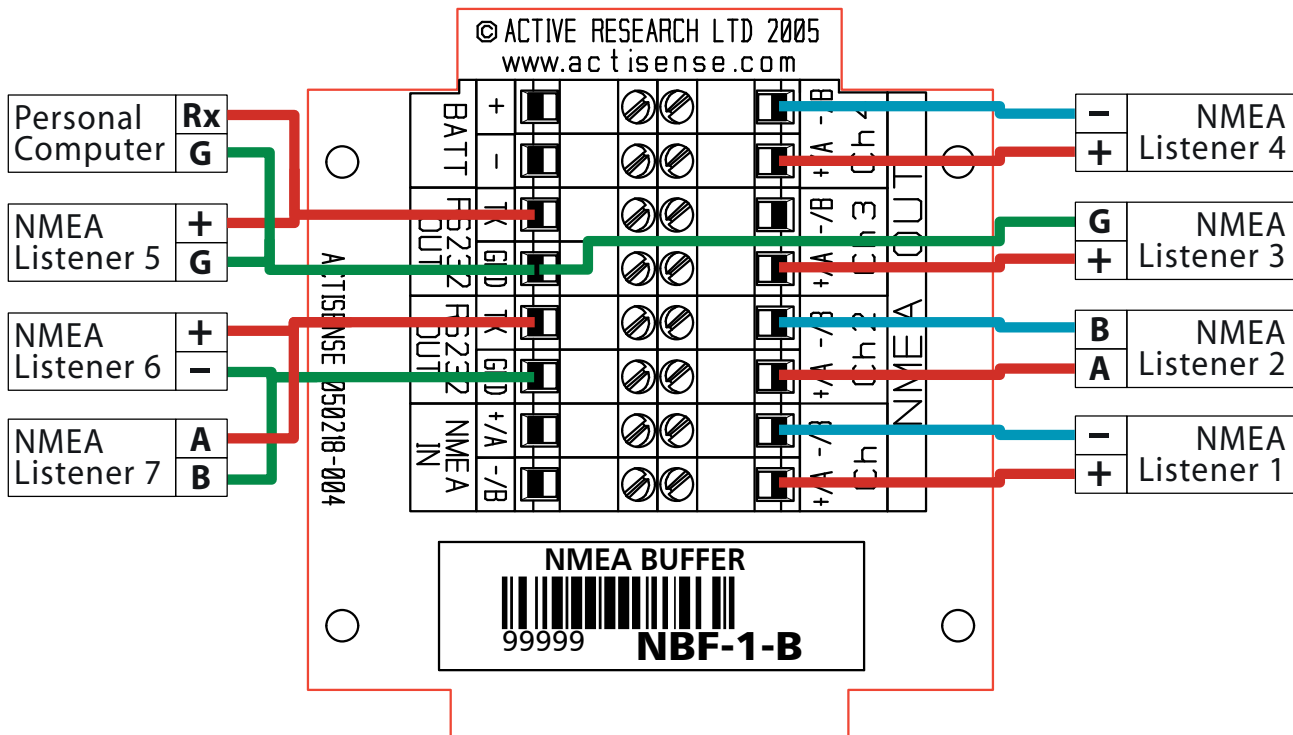 © ACTIVE RESEARCH LTD 2005
www.actisense.com
Personal Computer Rx G
NMEA Listener 5 + G
NMEA Listener 6 + −
NMEA Listener 7 A B
BATT + -
RS232 OUT TX GDD
RS232 OUT TX GDD
NMEA IN +/A -/B
ACTISENSE 050218-004
+/A -/B Ch 4
+/A -/B Ch 3
+/A -/B Ch 2
+/A -/B Ch
NMEA OUT
− + NMEA Listener 4
G + NMEA Listener 3
B A NMEA Listener 2
− + NMEA Listener 1
NMEA BUFFER
99999 NBF-1-B